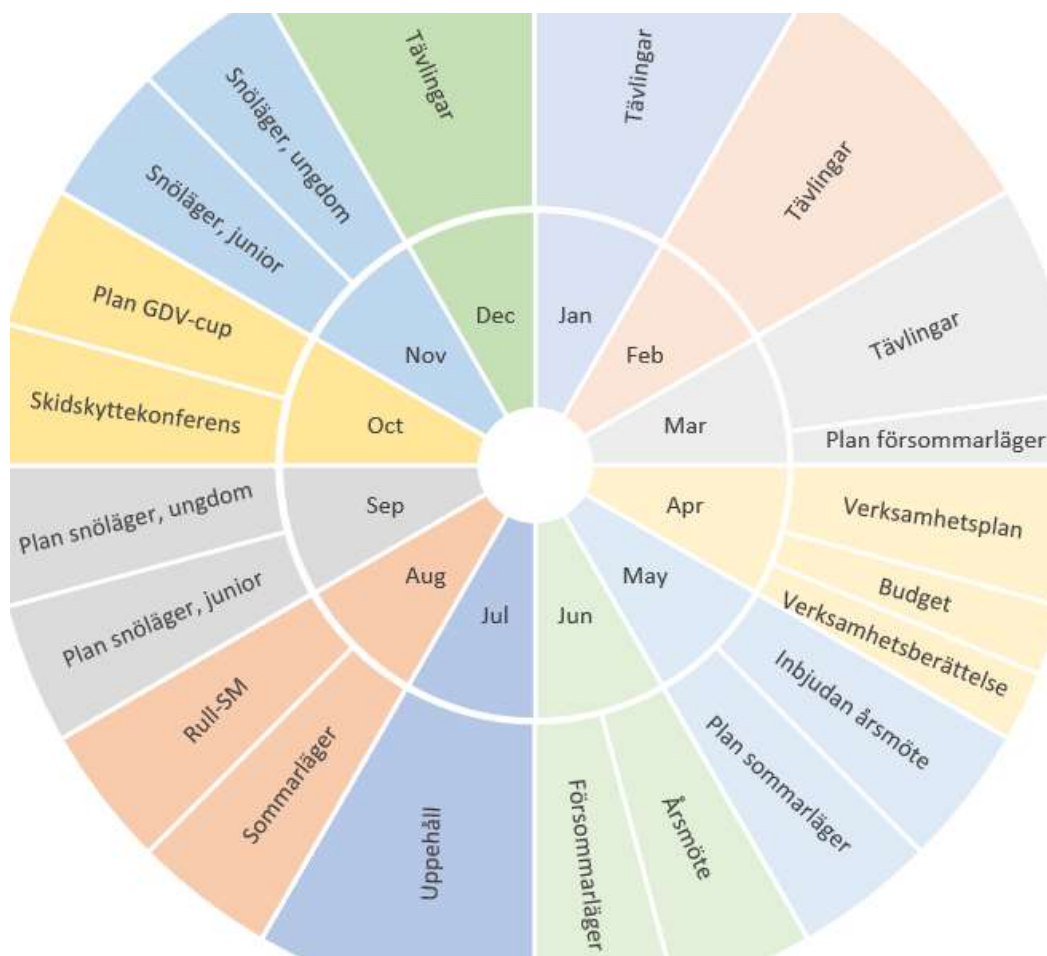 Jan
Tävlingar
Feb
Tävlingar
Mar
Tävlingar
Plan försommarläger
Apr
Verksamhetsplan
Budget
Verksamhetsberättelse
May
Inbjudan årsmöte
Plan sommarläger
Jun
Årsmöte
Försommarläger
Jul
Uppehåll
Aug
Sommarläger
Rull-SM
Sep
Plan snöläger, junior
Plan snöläger, ungdom
Oct
Skidskyttekonferens
Plan GDV-cup
Nov
Snöläger, junior
Snöläger, ungdom
Dec
Tävlingar